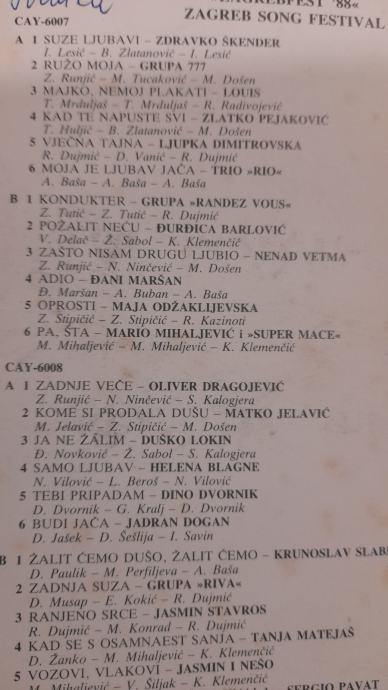 ZAGREBFEST '88«
ZAGREB SONG FESTIVAL
CAY-6007
A 1 SUZE LJUBAVI – ZDRAVKO ŠKENDER
I. Lesić – B. Zlatanović – I. Lesić
2 RUŽO MOJA – GRUPA 777
Z. Runjić – M. Tucaković – M. Došen
3 MAJKO, NEMOJ PLAKATI – LOUIS
T. Mrduljaš – T. Mrduljaš – R. Radivojević
4 KAD TE NAPUSTE SVI – ZLATKO PEJAKOVIĆ
T. Huljić – B. Zlatanović – M. Došen
5 VJEČNA TAJNA – LJUPKA DIMITROVSKA
R. Dujmić – D. Vanić – R. Dujmić
6 MOJA JE LJUBAV JAČA – TRIO »RIO«
A. Baša – A. Baša – A. Baša
B 1 KONDUKTER – GRUPA »RANDEZ VOUS«
Z. Tutić – Z. Tutić – R. Dujmić
2 POŽALIT NEĆU – ĐURĐICA BARLOVIĆ
V. Delač – Ž. Sabol – K. Klemenčić
3 ZAŠTO NISAM DRUGU LJUBIO – NENAD VETMA
Z. Runjić – N. Ninčević – M. Došen
4 ADIO – ĐANI MARŠAN
Đ. Maršan – A. Buban – A. Baša
5 OPROSTI – MAJA ODŽAKLIJEVSKA
Z. Stipičić – Z. Stipičić – R. Kazinoti
6 PA, ŠTA – MARIO MIHALJEVIĆ i »SUPER MACE«
M. Mihaljević – M. Mihaljević – K. Klemenčić
CAY-6008
A 1 ZADNJE VEČE – OLIVER DRAGOJEVIĆ
Z. Runjić – N. Ninčević – S. Kalogjera
2 KOME SI PRODALA DUŠU – MATKO JELAVIĆ
M. Jelavić – Z. Stipičić – M. Došen
3 JA NE ŽALIM – DUŠKO LOKIN
Đ. Novković – Ž. Sabol – S. Kalogjera
4 SAMO LJUBAV – HELENA BLAGNE
N. Vilović – L. Beroš – N. Vilović
5 TEBI PRIPADAM – DINO DVORNIK
D. Dvornik – G. Kralj – D. Dvornik
6 BUDI JAČA – JADRAN DOGAN
D. Jašek – D. Šešlija – I. Savin
B 1 ŽALIT ĆEMO DUŠO, ŽALIT ĆEMO – KRUNOSLAV SLAB
D. Paulik – M. Perfiljeva – A. Baša
2 ZADNJA SUZA – GRUPA »RIVA«
D. Musap – E. Kokić – R. Dujmić
3 RANJENO SRCE – JASMIN STAVROS
R. Dujmić – M. Konrad – R. Dujmić
4 KAD SE S OSAMNAEST SANJA – TANJA MATEJAŠ
D. Žanko – M. Mihaljević – K. Klemenčić
5 VOZOVI, VLAKOVI – JASMIN I NEŠO
M. Mihaljević – V. Šiljak – K. Klemenčić
SERGIO PAVAT